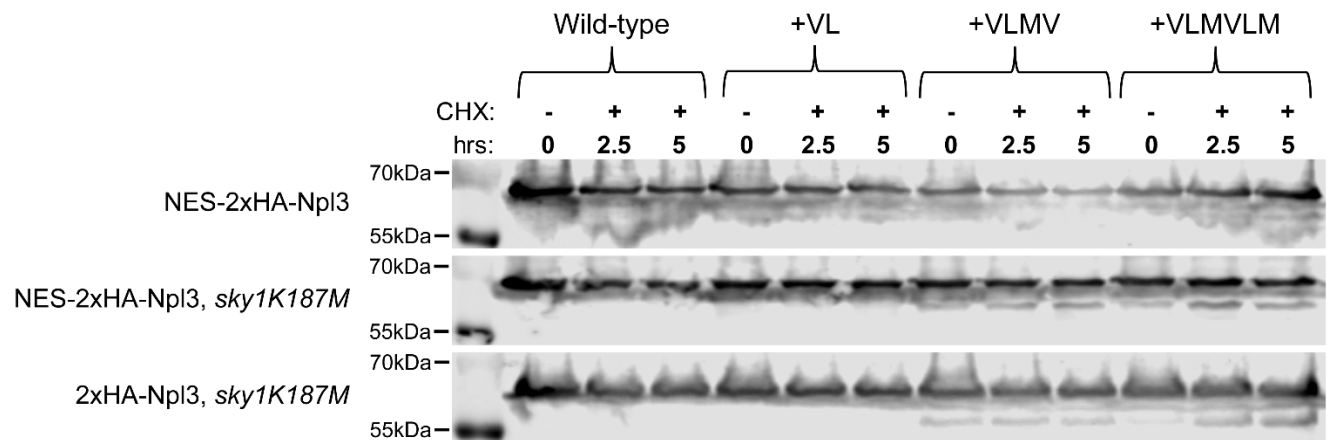 Wild-type +VL +VLMV +VLMVLM
CHX: - + + - + + - + + - + +
hrs: 0 2.5 5 0 2.5 5 0 2.5 5 0 2.5 5
70kDa
NES-2xHA-Npl3
55kDa
70kDa
NES-2xHA-Npl3, sky1K187M
55kDa
70kDa
2xHA-Npl3, sky1K187M
55kDa